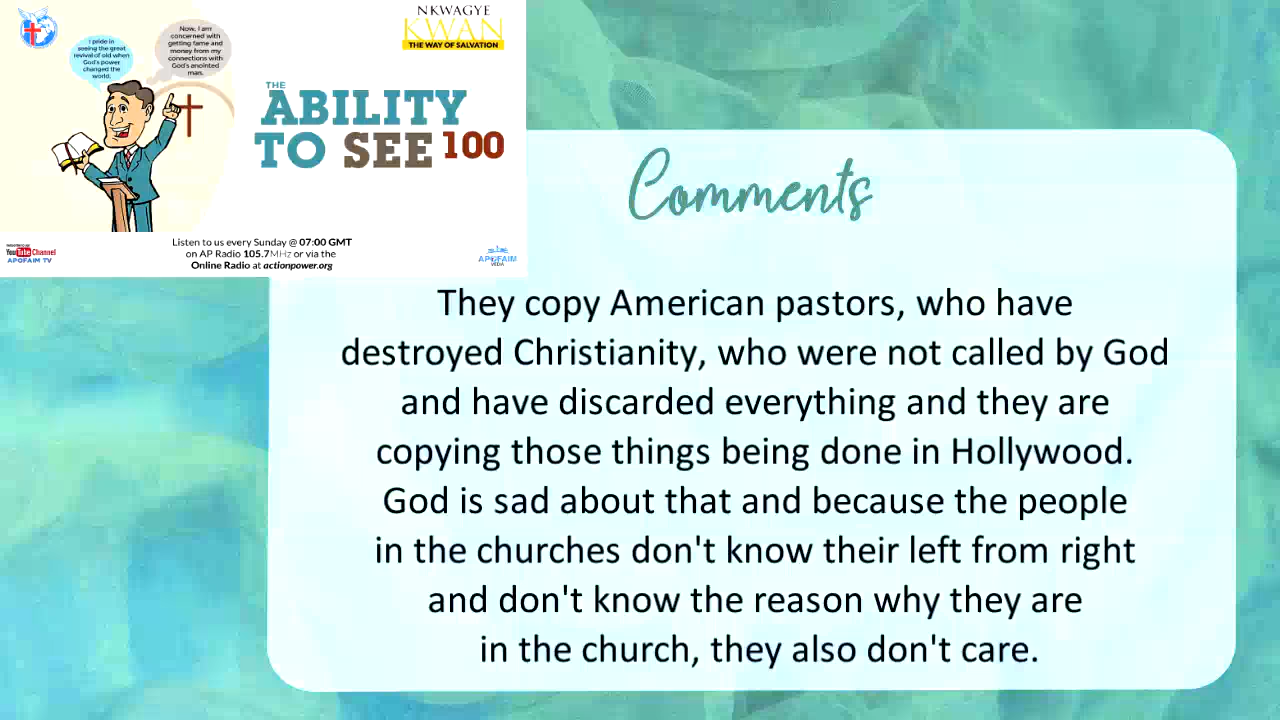 I pride in
seeing the great
revival of old when
God's power
changed the
world.
Now, I am
concerned with
getting fame and
money from my
connections with
God's anointed
man.
NKWAGYE
KWAN
THE WAY OF SALVATION
THE
ABILITY
TO SEE 100
YouTube Channel
APOFAIM TV
Listen to us every Sunday @ 07:00 GMT
on AP Radio 105.7MHz or via the
Online Radio at actionpower.org
APOFAIM
MEDIA
Comments
They copy American pastors, who have
destroyed Christianity, who were not called by God
and have discarded everything and they are
copying those things being done in Hollywood.
God is sad about that and because the people
in the churches don't know their left from right
and don't know the reason why they are
in the church, they also don't care.